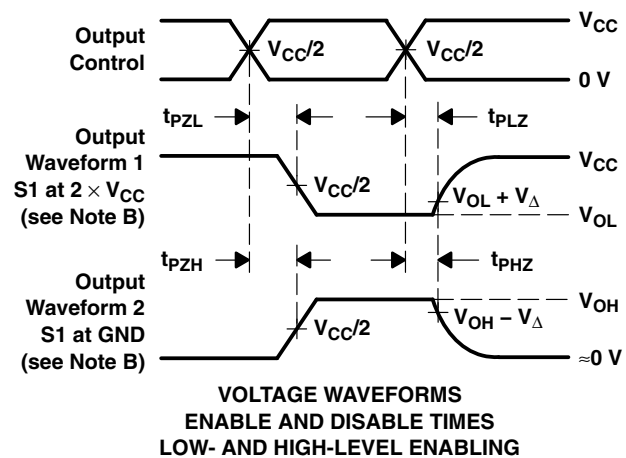 Output
Control
V_CC/2
V_CC/2
V_CC
0 V
t_PZL
t_PLZ
Output
Waveform 1
S1 at 2 × V_CC
(see Note B)
V_CC/2
V_CC
V_OL + V_Δ
V_OL
t_PZH
t_PHZ
Output
Waveform 2
S1 at GND
(see Note B)
V_CC/2
V_OH
V_OH − V_Δ
≈0 V
VOLTAGE WAVEFORMS
ENABLE AND DISABLE TIMES
LOW- AND HIGH-LEVEL ENABLING